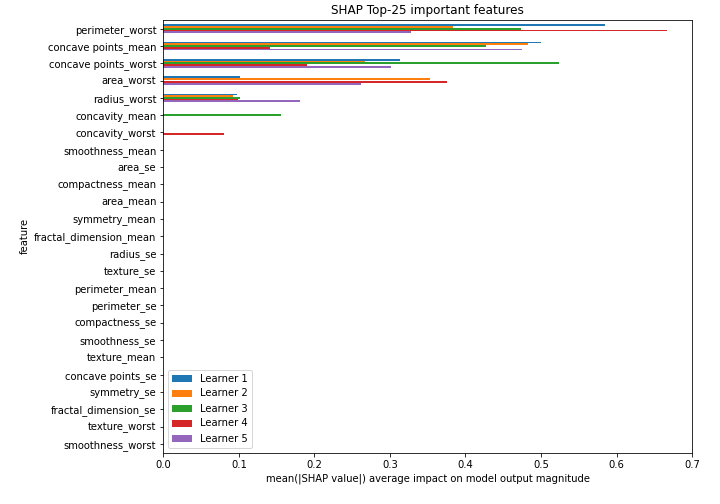 SHAP Top-25 important features
perimeter_worst
concave points_mean
concave points_worst
area_worst
radius_worst
concavity_mean
concavity_worst
smoothness_mean
area_se
compactness_mean
area_mean
symmetry_mean
fractal_dimension_mean
radius_se
texture_se
perimeter_mean
perimeter_se
compactness_se
smoothness_se
texture_mean
concave points_se
symmetry_se
fractal_dimension_se
texture_worst
smoothness_worst
feature
Learner 1
Learner 2
Learner 3
Learner 4
Learner 5
0.0 0.1 0.2 0.3 0.4 0.5 0.6 0.7
mean(|SHAP value|) average impact on model output magnitude